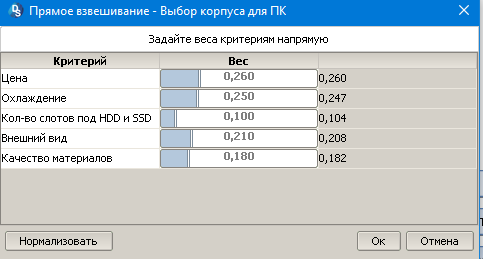 Прямое взвешивание - Выбор корпуса для ПК
Задайте веса критериям напрямую
Критерий Вес
Цена 0,260 0,260
Охлаждение 0,250 0,247
Кол-во слотов под HDD и SSD 0,100 0,104
Внешний вид 0,210 0,208
Качество материалов 0,180 0,182
Нормализовать Ок Отмена